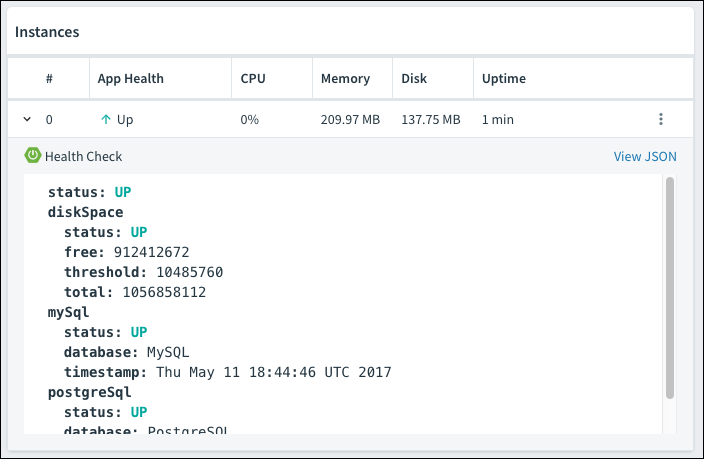 Instances
# App Health CPU Memory Disk Uptime
0 Up 0% 209.97 MB 137.75 MB 1 min
Health Check View JSON
status: UP
diskSpace
status: UP
free: 912412672
threshold: 10485760
total: 1056858112
mySql
status: UP
database: MySQL
timestamp: Thu May 11 18:44:46 UTC 2017
postgreSql
status: UP
database: PostgreSQL